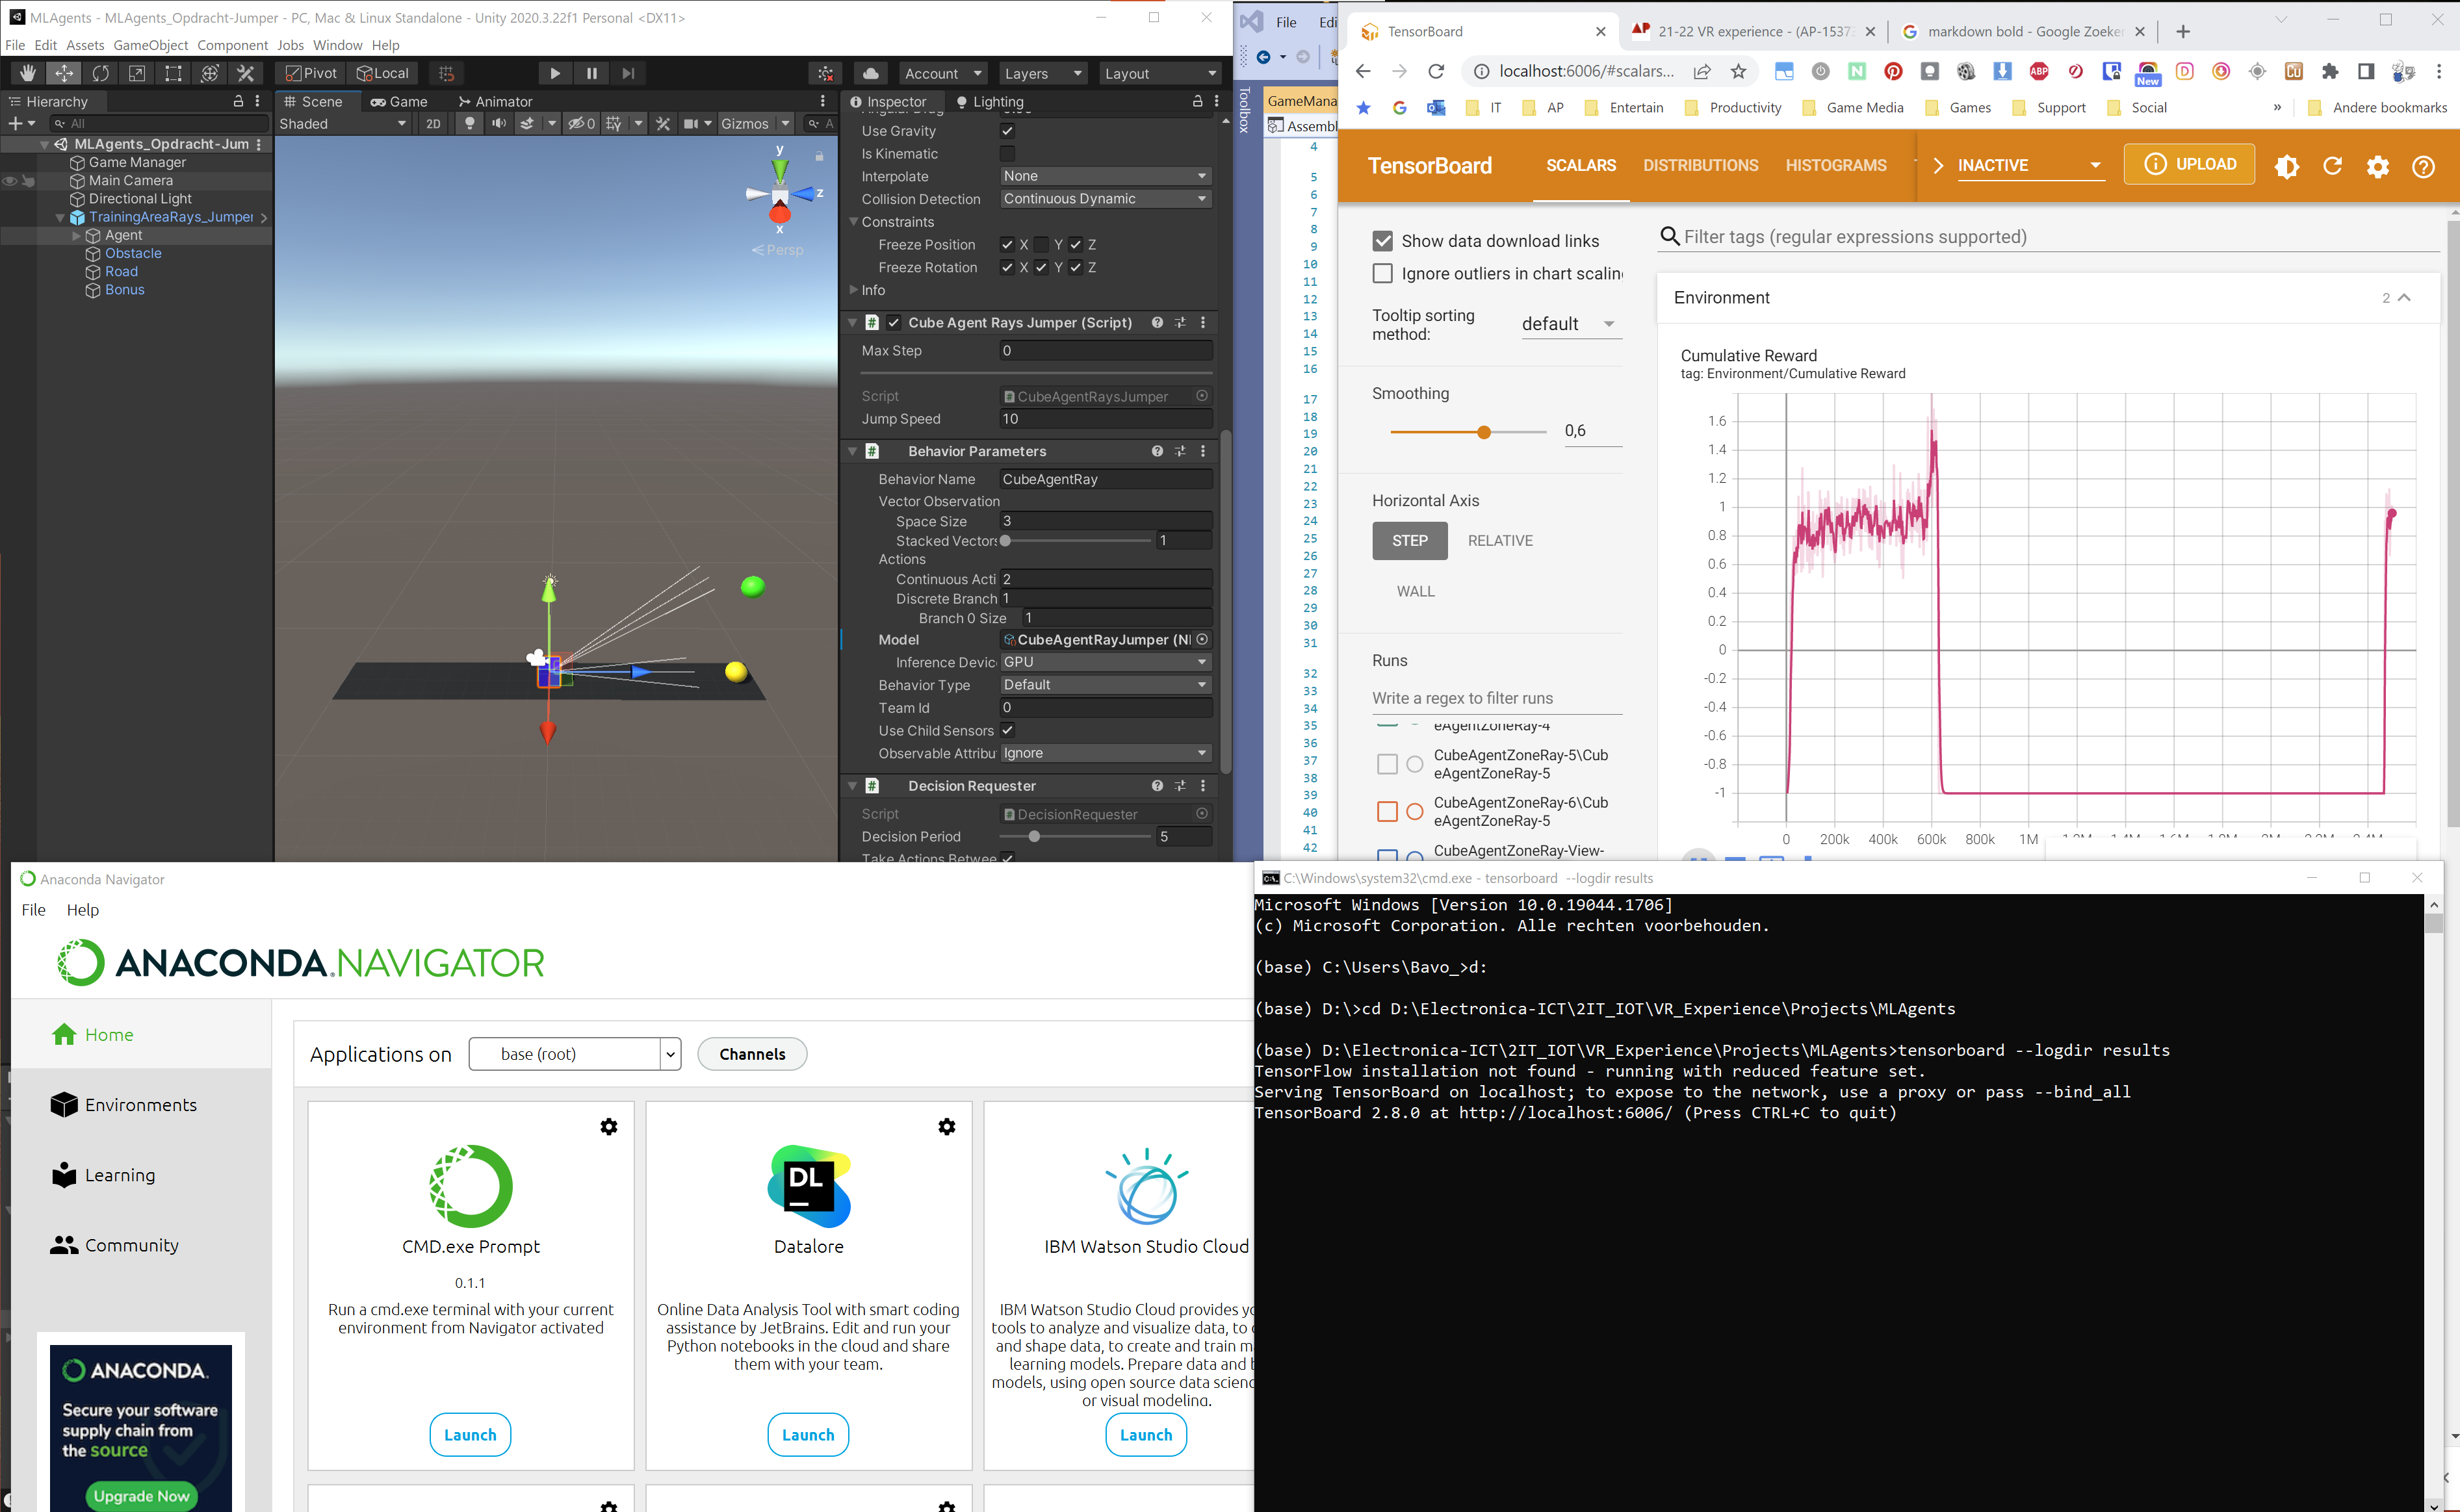 MLAgents - MLAgents_Opdracht-Jumper - PC, Mac & Linux Standalone - Unity 2020.3.22f1 Personal <DX11>
File Edit Assets GameObject Component Jobs Window Help
Pivot Local Account Layers Layout
Hierarchy
All
MLAgents_Opdracht-Jum
Game Manager
Main Camera
Directional Light
TrainingAreaRays_Jumper
Agent
Obstacle
Road
Bonus
Scene Game Animator
Shaded 2D 0 Gizmos A
y
z
x
Persp
Inspector Lighting
Use Gravity
Is Kinematic
Interpolate None
Collision Detection Continuous Dynamic
Constraints
Freeze Position X Y Z
Freeze Rotation X Y Z
Info
Cube Agent Rays Jumper (Script)
Max Step 0
Script CubeAgentRaysJumper
Jump Speed 10
Behavior Parameters
Behavior Name CubeAgentRay
Vector Observation
Space Size 3
Stacked Vectors 1
Actions
Continuous Acti 2
Discrete Branch 1
Branch 0 Size 1
Model CubeAgentRayJumper (N
Inference Devic GPU
Behavior Type Default
Team Id 0
Use Child Sensors
Observable Attribu Ignore
Decision Requester
Script DecisionRequester
Decision Period 5
Take Actions Betwee
File Edi
Toolbox
GameMana
Assembl
4
5
6
7
8
9
10
11
12
13
14
15
16
17
18
19
20
21
22
23
24
25
26
27
28
29
30
31
32
33
34
35
36
37
38
39
40
41
42
TensorBoard
21-22 VR experience - (AP-1537
markdown bold - Google Zoeken
localhost:6006/#scalars...
ABP
New
CU
IT AP Entertain Productivity Game Media Games Support Social » Andere bookmarks
TensorBoard SCALARS DISTRIBUTIONS HISTOGRAMS INACTIVE UPLOAD
Show data download links
Ignore outliers in chart scaling
Tooltip sorting method: default
Smoothing
0,6
Horizontal Axis
STEP RELATIVE
WALL
Runs
Write a regex to filter runs
eAgentZoneRay-4
CubeAgentZoneRay-5\Cub
eAgentZoneRay-5
CubeAgentZoneRay-6\Cub
eAgentZoneRay-5
CubeAgentZoneRay-View-
Filter tags (regular expressions supported)
Environment 2
Cumulative Reward
tag: Environment/Cumulative Reward
1.6
1.4
1.2
1
0.8
0.6
0.4
0.2
0
-0.2
-0.4
-0.6
-0.8
-1
0 200k 400k 600k 800k 1M
Anaconda Navigator
File Help
ANACONDA.NAVIGATOR
Home
Environments
Learning
Community
ANACONDA.
Secure your software
supply chain from
the source
Upgrade Now
Applications on base (root) Channels
CMD.exe Prompt
0.1.1
Run a cmd.exe terminal with your current
environment from Navigator activated
Launch
DL
Datalore
Online Data Analysis Tool with smart coding
assistance by JetBrains. Edit and run your
Python notebooks in the cloud and share
them with your team.
Launch
IBM Watson Studio Cloud
IBM Watson Studio Cloud provides yo
tools to analyze and visualize data, to
and shape data, to create and train ma
learning models. Prepare data and b
models, using open source data scienc
or visual modeling.
Launch
C:\Windows\system32\cmd.exe - tensorboard --logdir results
Microsoft Windows [Version 10.0.19044.1706]
(c) Microsoft Corporation. Alle rechten voorbehouden.
(base) C:\Users\Bavo_>d:
(base) D:\>cd D:\Electronica-ICT\2IT_IOT\VR_Experience\Projects\MLAgents
(base) D:\Electronica-ICT\2IT_IOT\VR_Experience\Projects\MLAgents>tensorboard --logdir results
TensorFlow installation not found - running with reduced feature set.
Serving TensorBoard on localhost; to expose to the network, use a proxy or pass --bind_all
TensorBoard 2.8.0 at http://localhost:6006/ (Press CTRL+C to quit)